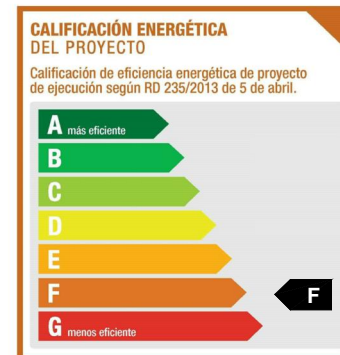 CALIFICACIÓN ENERGÉTICA
DEL PROYECTO
Calificación de eficiencia energética de proyecto
de ejecución según RD 235/2013 de 5 de abril.
A más eficiente
B
C
D
E
F
F
G menos eficiente